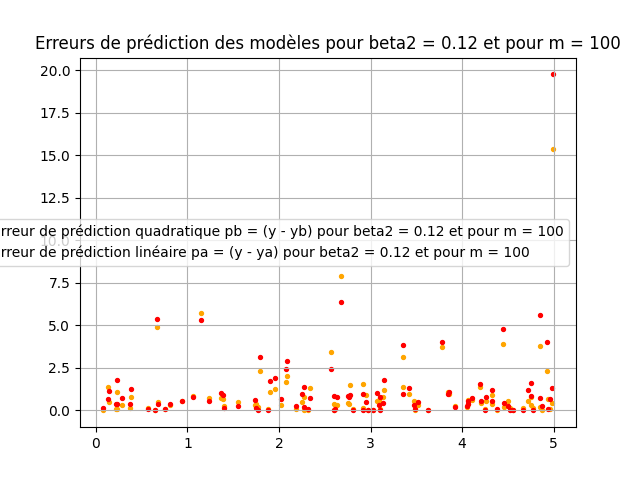 Erreurs de prédiction des modèles pour beta2 = 0.12 et pour m = 100
20.0
17.5
15.0
12.5
rreur de prédiction quadratique pb = (y - yb) pour beta2 = 0.12 et pour m = 100
10.0
rreur de prédiction linéaire pa = (y - ya) pour beta2 = 0.12 et pour m = 100
7.5
5.0
2.5
0.0
0 1 2 3 4 5